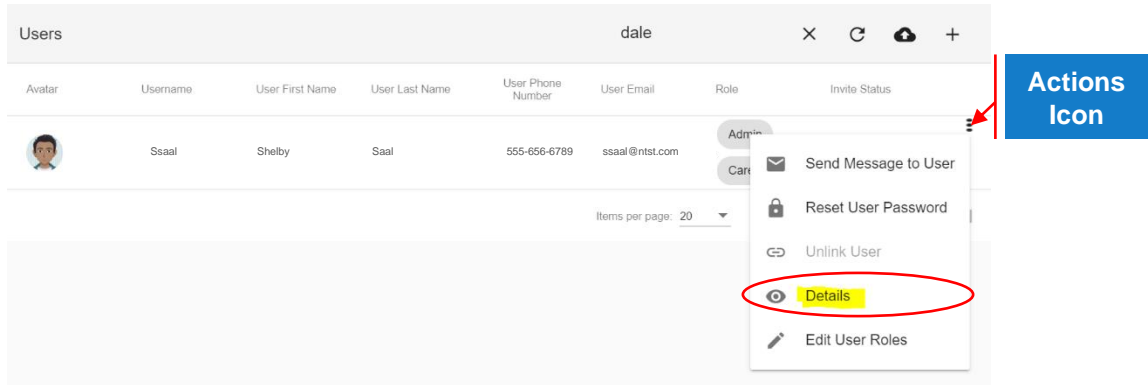 Users dale
Actions
Icon
Avatar Username User First Name User Last Name User Phone Number User Email Role Invite Status
Ssaal Shelby Saal 555-656-6789 ssaal@ntst.com Admin
Send Message to User
Reset User Password
Items per page: 20
Unlink User
Details
Edit User Roles